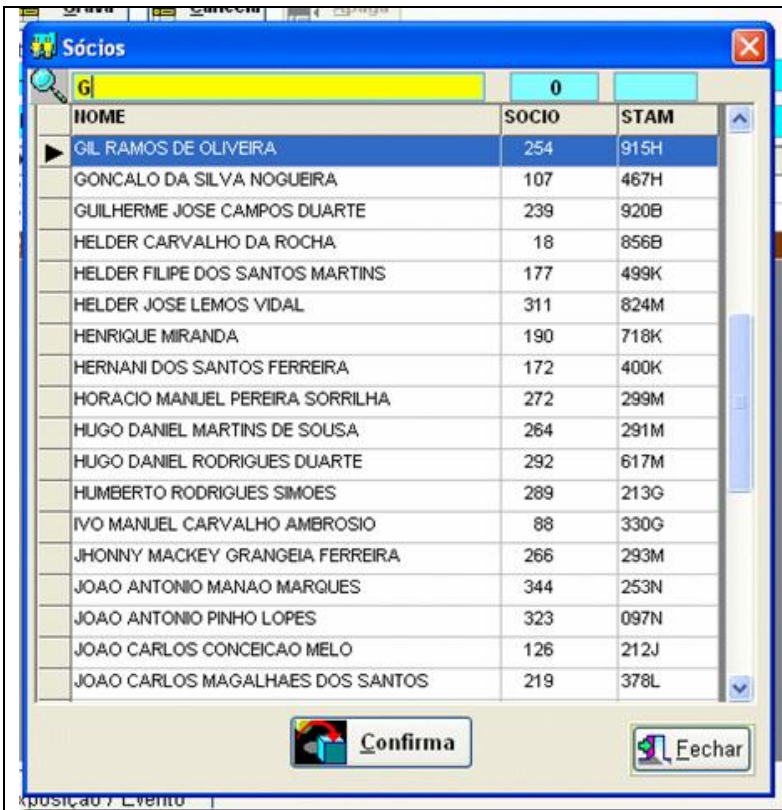 Grava Cancela Apaga
Sócios
G 0
NOME SOCIO STAM
GIL RAMOS DE OLIVEIRA 254 915H
GONCALO DA SILVA NOGUEIRA 107 467H
GUILHERME JOSE CAMPOS DUARTE 239 920B
HELDER CARVALHO DA ROCHA 18 856B
HELDER FILIPE DOS SANTOS MARTINS 177 499K
HELDER JOSE LEMOS VIDAL 311 824M
HENRIQUE MIRANDA 190 718K
HERNANI DOS SANTOS FERREIRA 172 400K
HORACIO MANUEL PEREIRA SORRILHA 272 299M
HUGO DANIEL MARTINS DE SOUSA 264 291M
HUGO DANIEL RODRIGUES DUARTE 292 617M
HUMBERTO RODRIGUES SIMOES 289 213G
IVO MANUEL CARVALHO AMBROSIO 88 330G
JHONNY MACKEY GRANGEIA FERREIRA 266 293M
JOAO ANTONIO MANAO MARQUES 344 253N
JOAO ANTONIO PINHO LOPES 323 097N
JOAO CARLOS CONCEICAO MELO 126 212J
JOAO CARLOS MAGALHAES DOS SANTOS 219 378L
Confirma Fechar
xposição / Evento